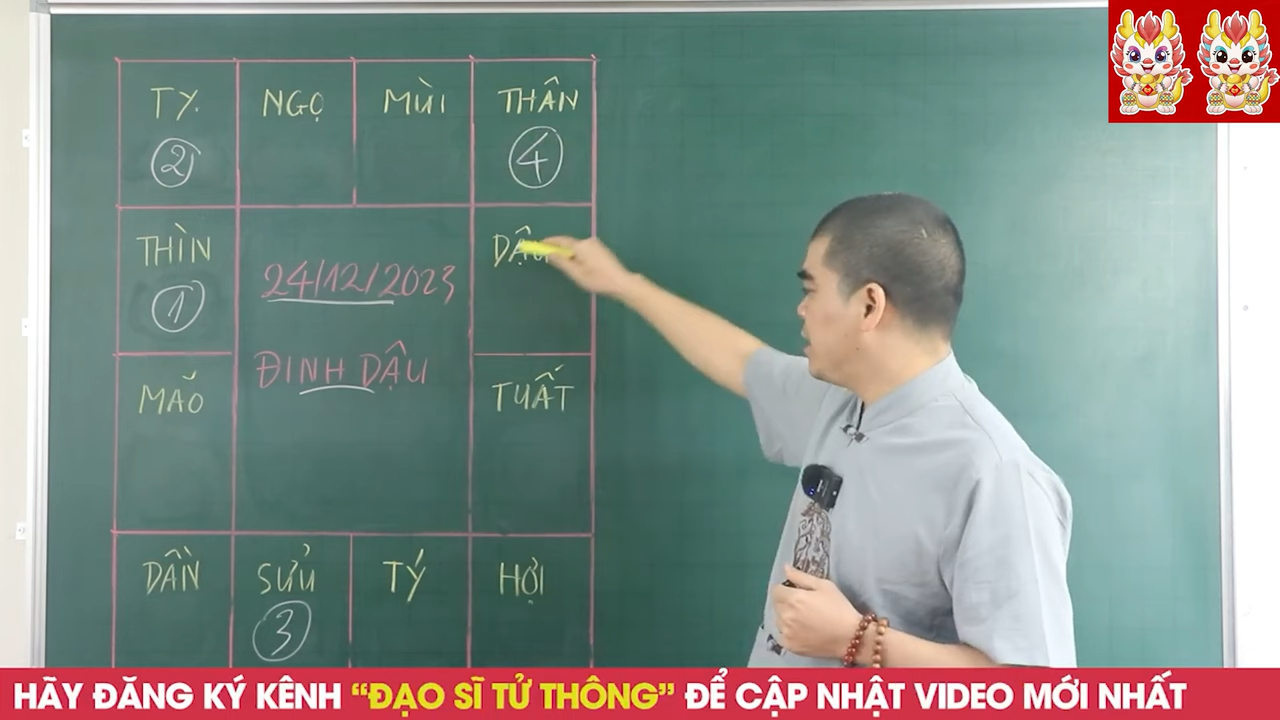 TỴ.
NGỌ
MÙI
THÂN
2
4
THÌN
DẬU
1
24/12/2023
ĐINH DẬU
MÃO
TUẤT
DẦN
SỬU
TÝ
HỢI
3
HÃY ĐĂNG KÝ KÊNH “ĐẠO SĨ TỬ THÔNG” ĐỂ CẬP NHẬT VIDEO MỚI NHẤT